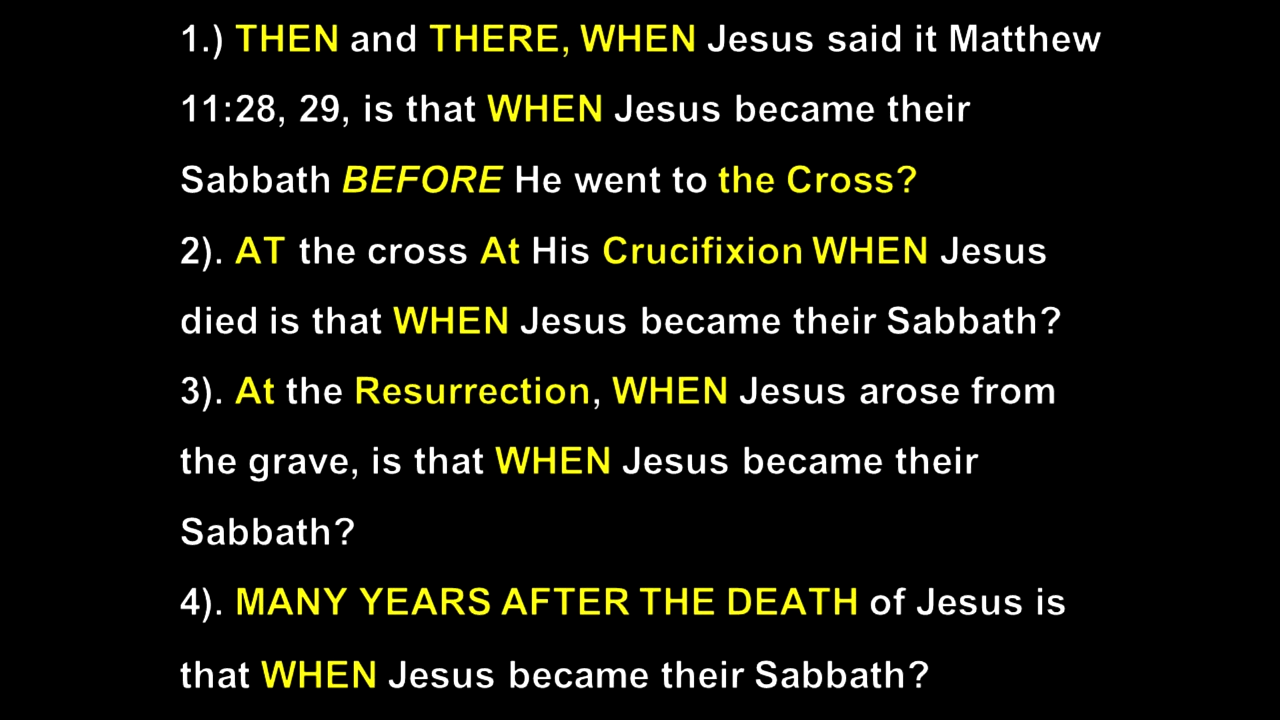 1.) THEN and THERE, WHEN Jesus said it Matthew
11:28, 29, is that WHEN Jesus became their
Sabbath BEFORE He went to the Cross?
2). AT the cross At His Crucifixion WHEN Jesus
died is that WHEN Jesus became their Sabbath?
3). At the Resurrection, WHEN Jesus arose from
the grave, is that WHEN Jesus became their
Sabbath?
4). MANY YEARS AFTER THE DEATH of Jesus is
that WHEN Jesus became their Sabbath?